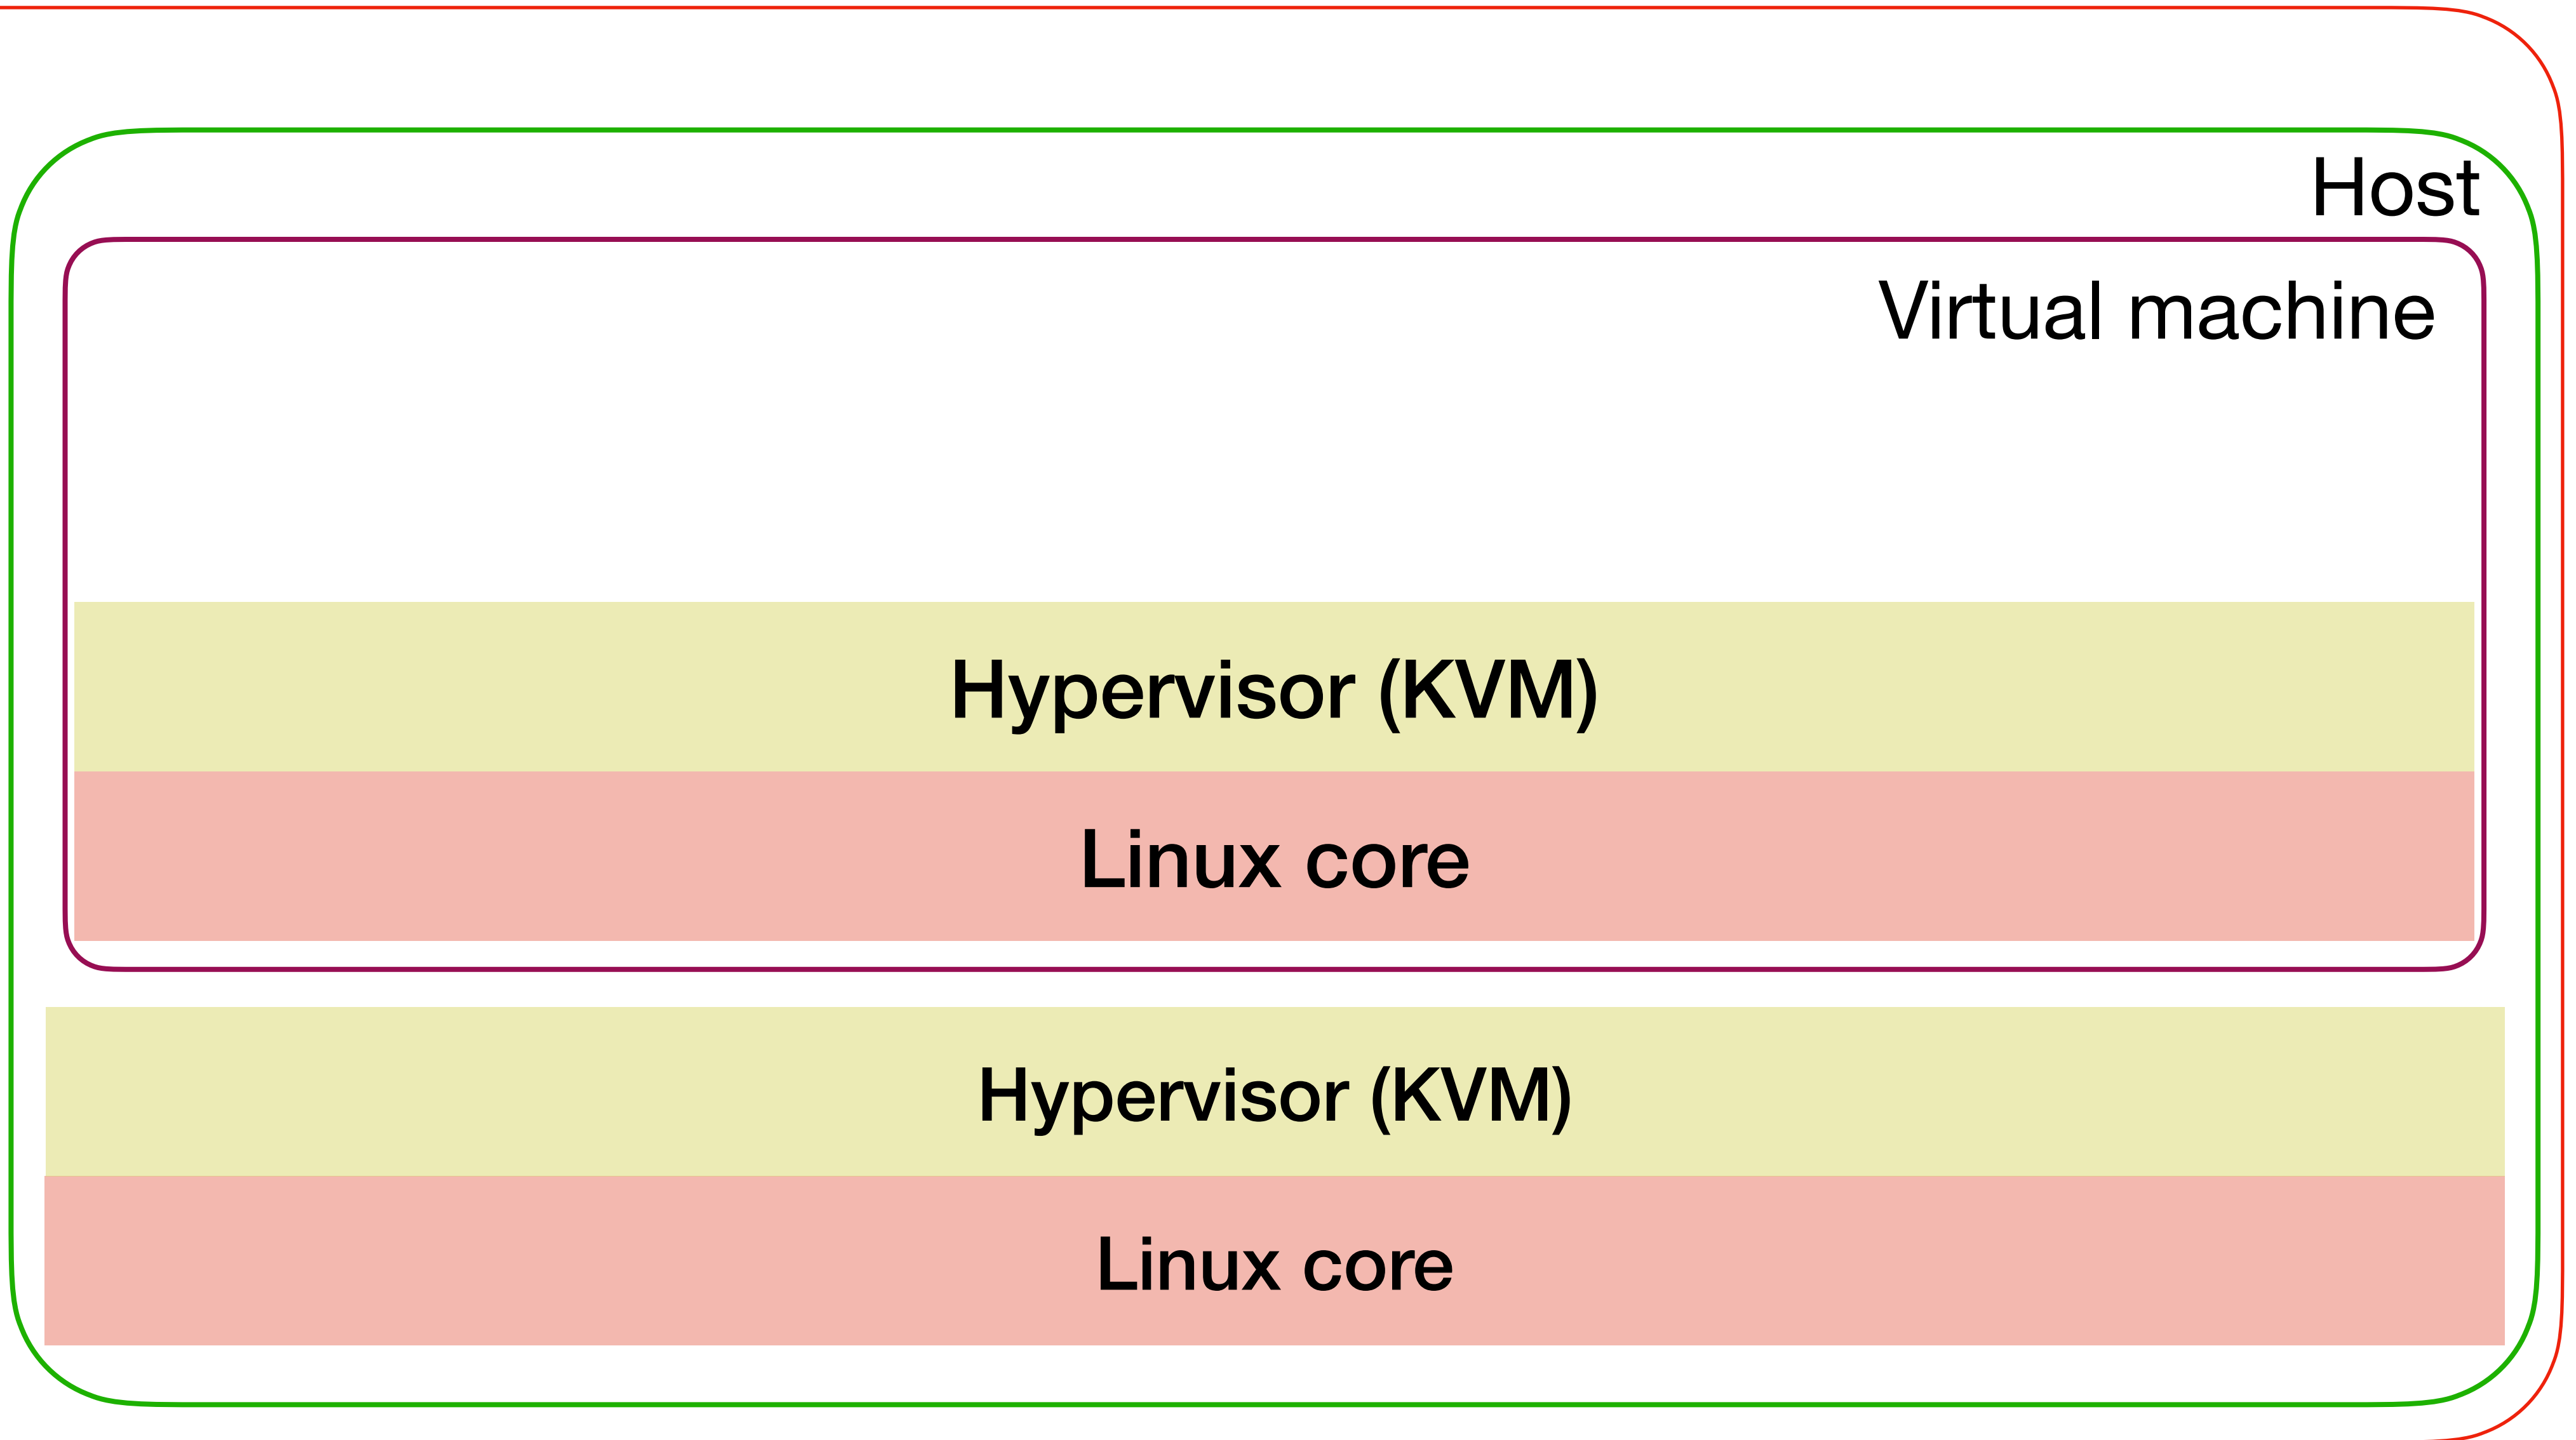 Host
Virtual machine
Hypervisor (KVM)
Linux core
Hypervisor (KVM)
Linux core